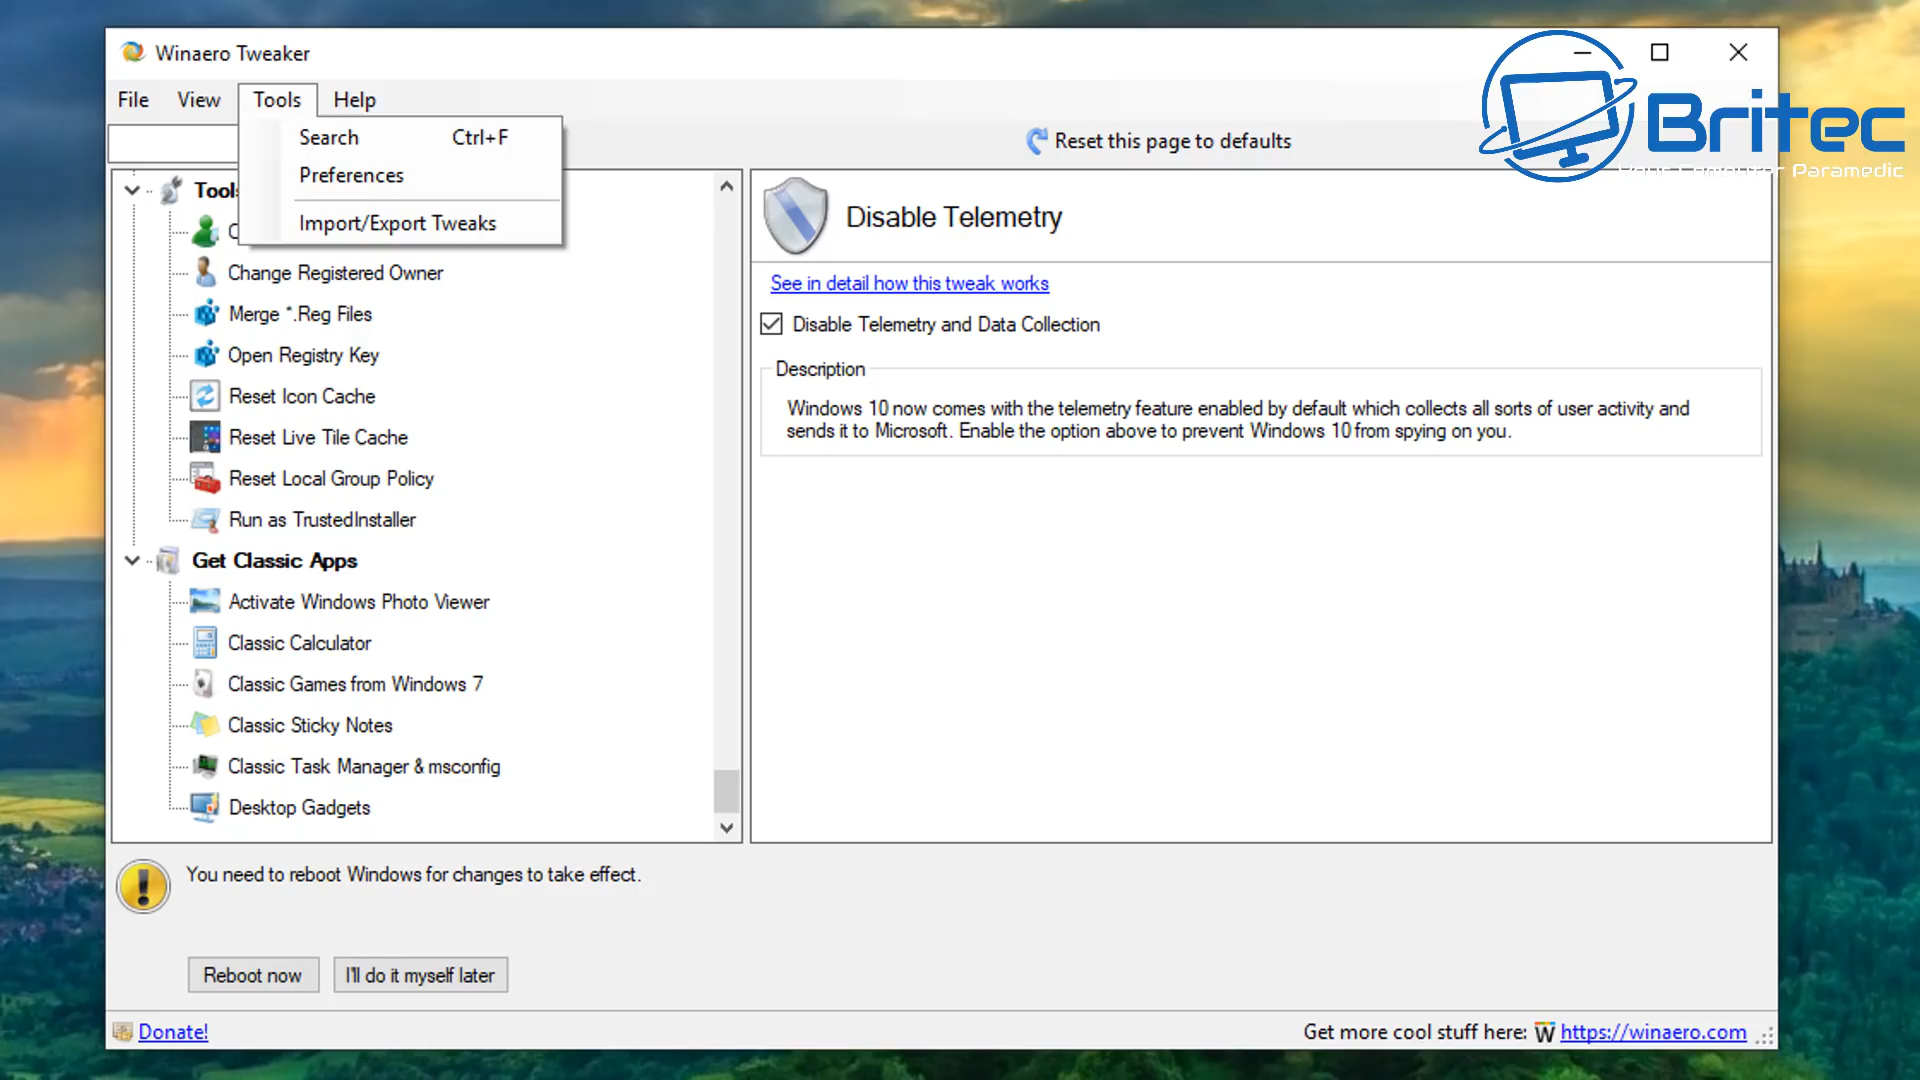 Winaero Tweaker
Britec
File View Tools Help
Search Ctrl+F
Reset this page to defaults
Preferences
Import/Export Tweaks
Tools
C
Change Registered Owner
Merge *.Reg Files
Open Registry Key
Reset Icon Cache
Reset Live Tile Cache
Reset Local Group Policy
Run as TrustedInstaller
Get Classic Apps
Activate Windows Photo Viewer
Classic Calculator
Classic Games from Windows 7
Classic Sticky Notes
Classic Task Manager & msconfig
Desktop Gadgets
Disable Telemetry
See in detail how this tweak works
Disable Telemetry and Data Collection
Description
Windows 10 now comes with the telemetry feature enabled by default which collects all sorts of user activity and
sends it to Microsoft. Enable the option above to prevent Windows 10 from spying on you.
You need to reboot Windows for changes to take effect.
Reboot now I'll do it myself later
Donate!
Get more cool stuff here: W https://winaero.com
Your Computer Paramedic